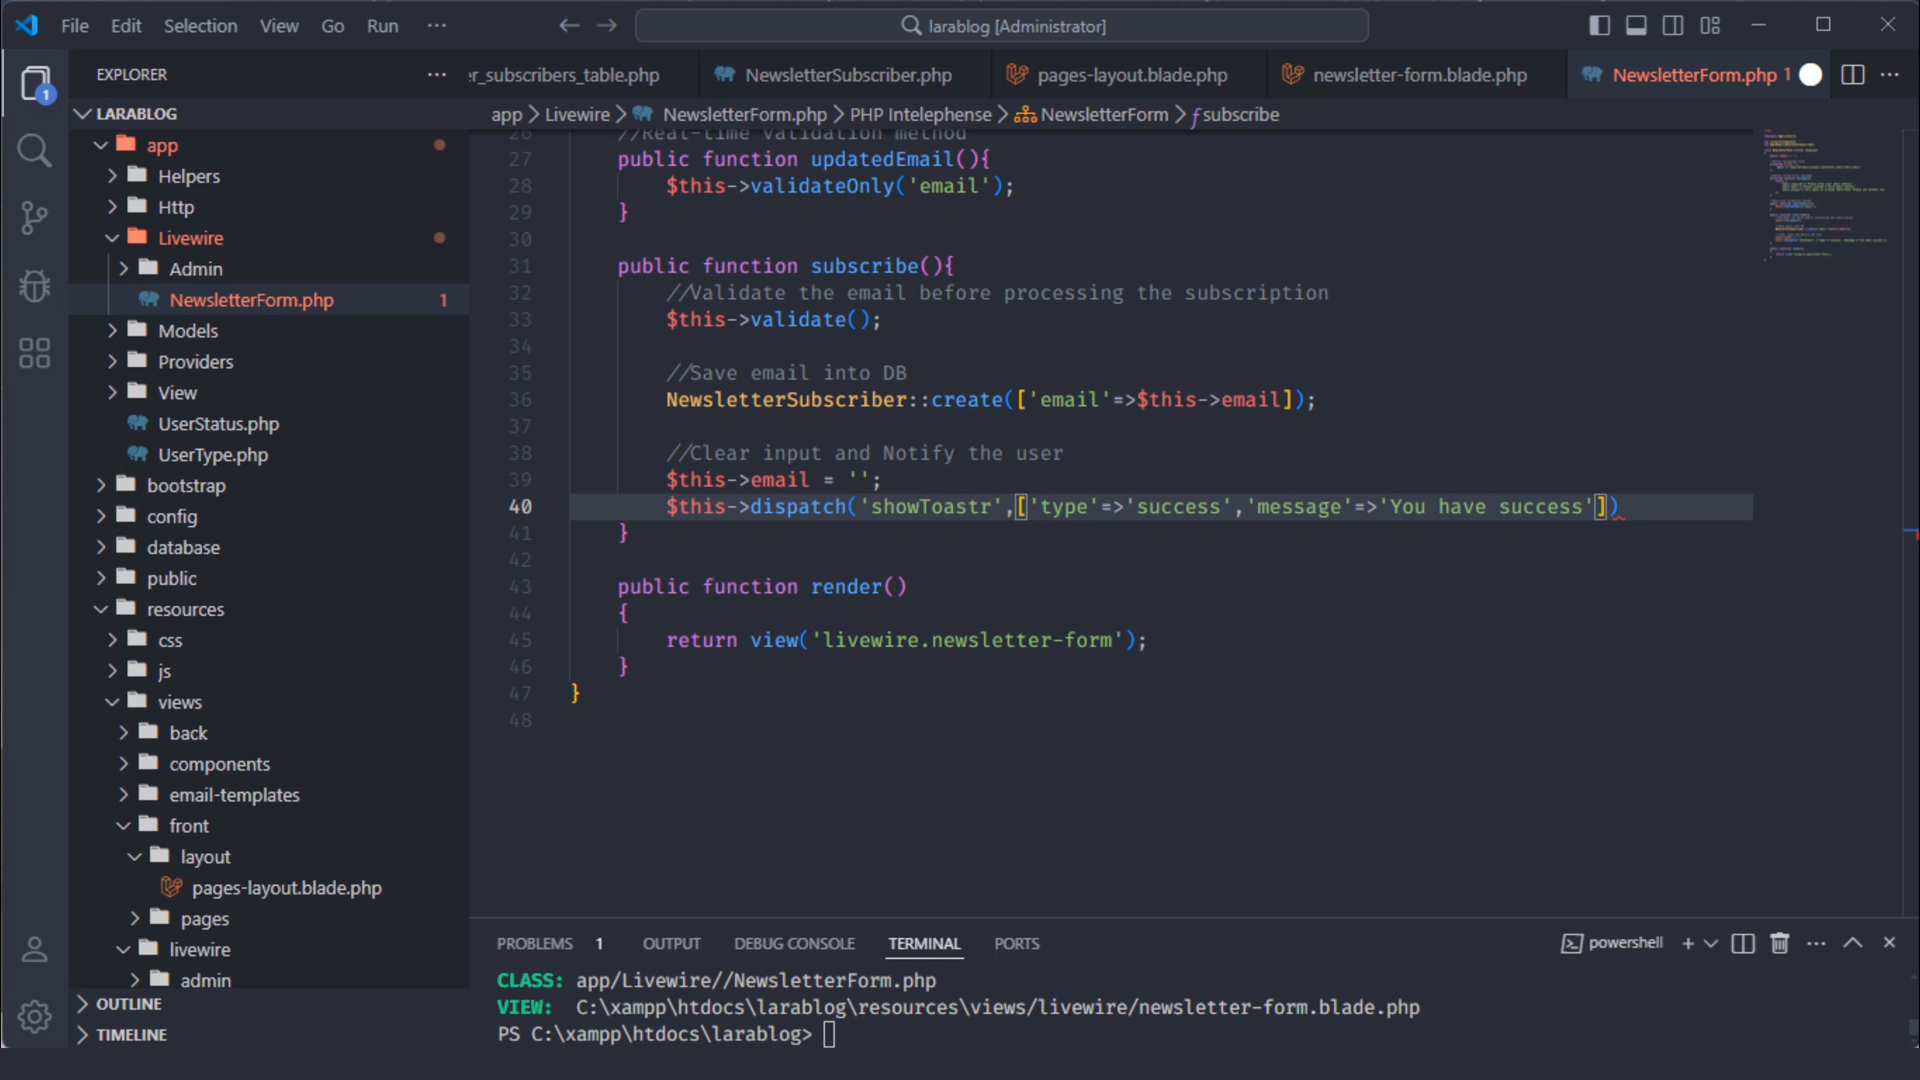 File Edit Selection View Go Run ···
larablog [Administrator]
EXPLORER
er_subscribers_table.php NewsletterSubscriber.php pages-layout.blade.php newsletter-form.blade.php NewsletterForm.php 1
LARABLOG
app > Livewire > NewsletterForm.php > PHP Intelephense > NewsletterForm > subscribe
app
Helpers
Http
Livewire
Admin
NewsletterForm.php 1
Models
Providers
View
UserStatus.php
UserType.php
bootstrap
config
database
public
resources
css
js
views
back
components
email-templates
front
layout
pages-layout.blade.php
pages
livewire
admin
OUTLINE
TIMELINE
26 //Real-time validation method
27 public function updatedEmail(){
28 $this->validateOnly('email');
29 }
30
31 public function subscribe(){
32 //Validate the email before processing the subscription
33 $this->validate();
34
35 //Save email into DB
36 NewsletterSubscriber::create(['email'=>$this->email]);
37
38 //Clear input and Notify the user
39 $this->email = '';
40 $this->dispatch('showToastr',['type'=>'success','message'=>'You have success'])
41 }
42
43 public function render()
44 {
45 return view('livewire.newsletter-form');
46 }
47 }
48
PROBLEMS 1 OUTPUT DEBUG CONSOLE TERMINAL PORTS
powershell
CLASS: app/Livewire//NewsletterForm.php
VIEW: C:\xampp\htdocs\larablog\resources\views/livewire/newsletter-form.blade.php
PS C:\xampp\htdocs\larablog>